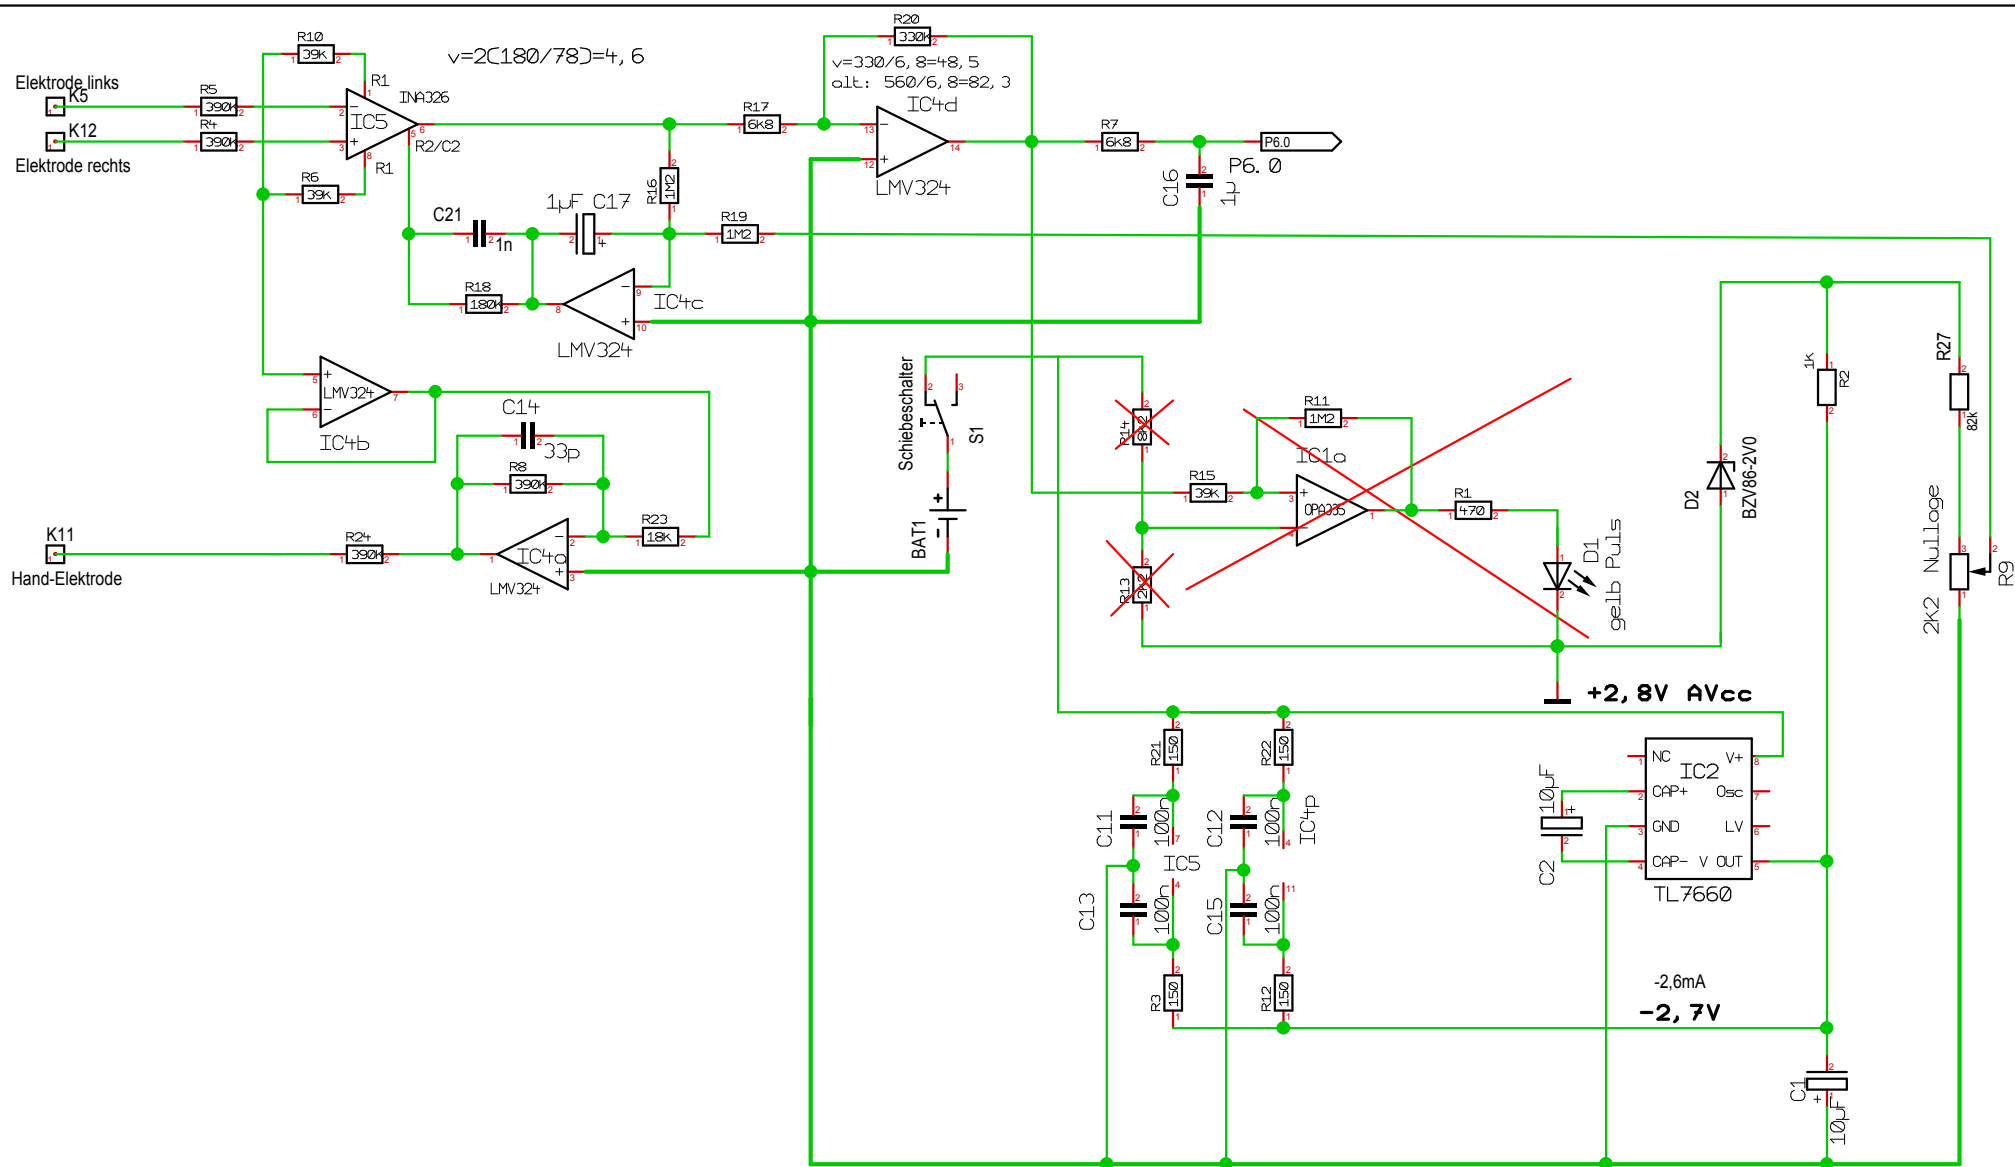 R10
39K
v=2(180/78)=4,6
R20
330K
v=330/6,8=48,5
alt: 560/6,8=82,3
Elektrode links
K5
R5
390K
R1
INA326
IC5
R17
6K8
IC4d
R7
6K8
P6.0
P6.0
K12
R4
390K
R2/C2
R1
Elektrode rechts
LMV324
R6
39K
R16
1M2
C16
1µ
C21
1n
1µF C17
R19
1M2
R18
180K
IC4c
LMV324
LMV324
IC4b
C14
33p
R8
390K
Schiebeschalter
S1
R14
8K2
R11
1M2
IC1a
R15
39K
OPA335
R1
470
1K
R2
R27
82k
D2
BZV86-2V0
Nullage
2K2
R9
K11
R24
390K
IC4a
R23
18K
LMV324
Hand-Elektrode
BAT1
R13
2K2
D1
gelb Puls
+2,8V AVcc
R21
150
R22
150
C11
100n
C12
100n
IC4p
IC5
C13
100n
C15
100n
R3
150
R12
150
10µF
C2
NC
V+
IC2
CAP+
Osc
GND
LV
CAP-
V OUT
TL7660
-2,6mA
-2,7V
C1
10µF